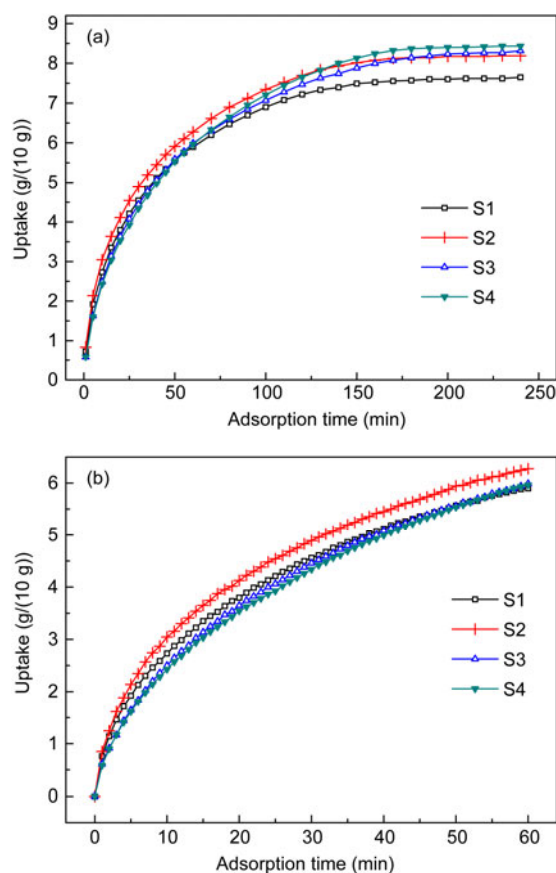 (a)
9
8
7
6
5
4
3
2
1
0
Uptake (g/(10 g))
S1
S2
S3
S4
0 50 100 150 200 250
Adsorption time (min)
(b)
6
5
4
3
2
1
0
Uptake (g/(10 g))
S1
S2
S3
S4
0 10 20 30 40 50 60
Adsorption time (min)